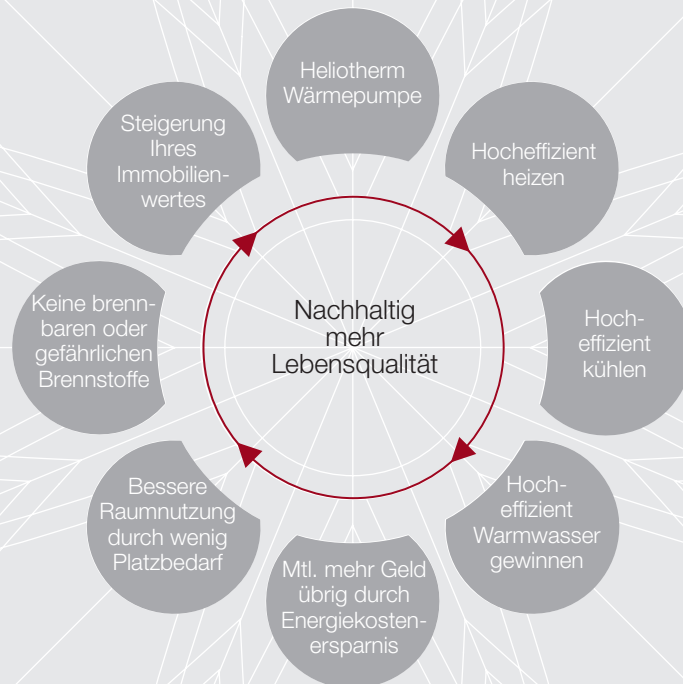 Heliotherm
Wärmepumpe
Hocheffizient
heizen
Hoch-
effizient
kühlen
Hoch-
effizient
Warmwasser
gewinnen
Mtl. mehr Geld
übrig durch
Energiekosten-
ersparnis
Bessere
Raumnutzung
durch wenig
Platzbedarf
Keine brenn-
baren oder
gefährlichen
Brennstoffe
Steigerung
Ihres
Immobilien-
wertes
Nachhaltig
mehr
Lebensqualität